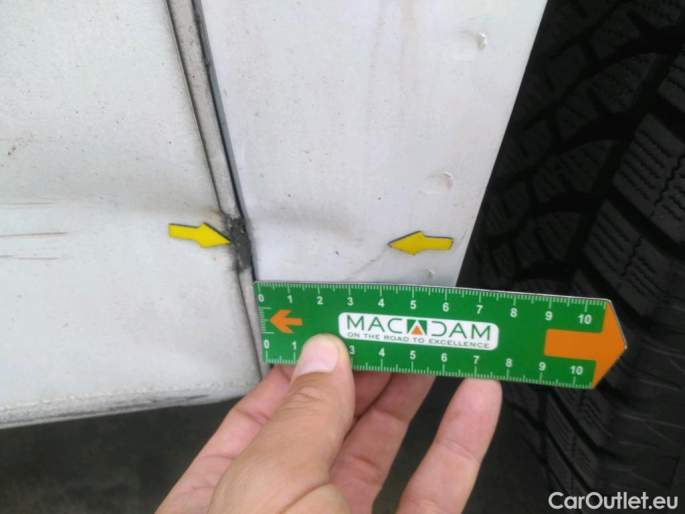 0 1 2 3 4 5 6 7 8 9 10
MACADAM
ON THE ROAD TO EXCELLENCE
0 1 3 4 5 6 7 8 9 10
CarOutlet.eu